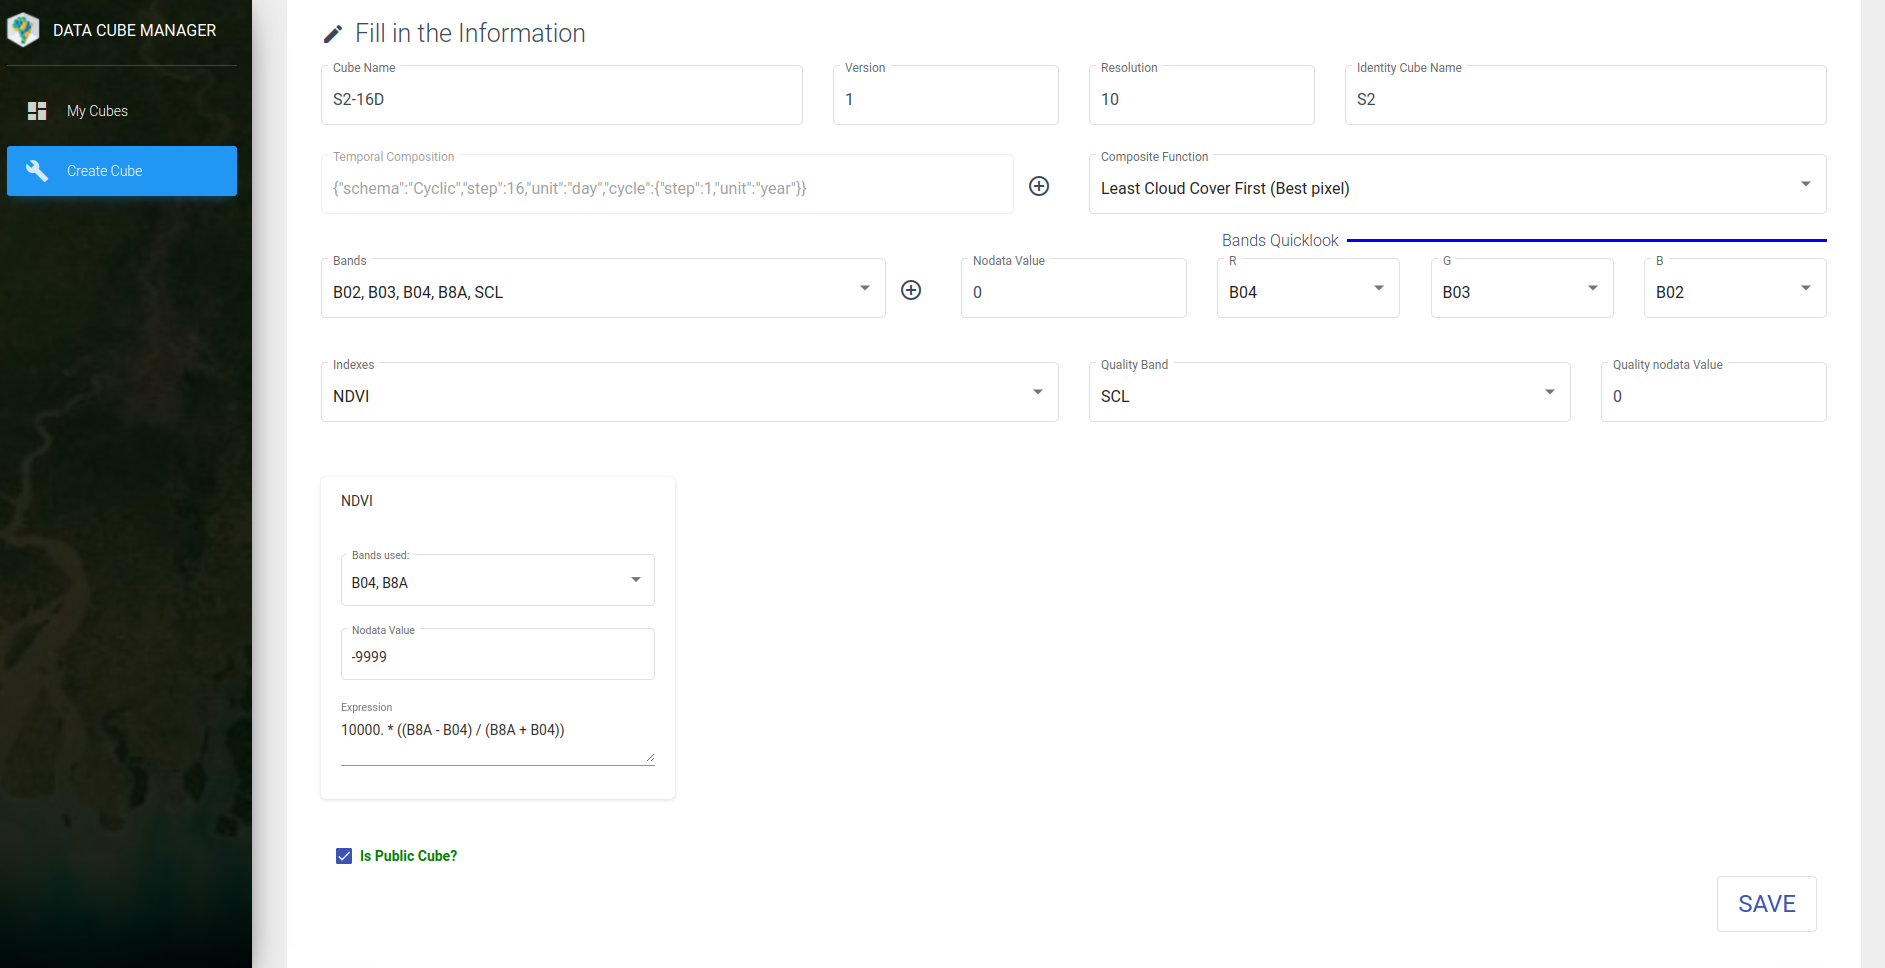 DATA CUBE MANAGER
My Cubes
Create Cube
Fill in the Information
Cube Name
S2-16D
Version
1
Resolution
10
Identity Cube Name
S2
Temporal Composition
{"schema":"Cyclic","step":16,"unit":"day","cycle":{"step":1,"unit":"year"}}
Composite Function
Least Cloud Cover First (Best pixel)
Bands Quicklook
Bands
B02, B03, B04, B8A, SCL
Nodata Value
0
R
B04
G
B03
B
B02
Indexes
NDVI
Quality Band
SCL
Quality nodata Value
0
NDVI
Bands used:
B04, B8A
Nodata Value
-9999
Expression
10000. * ((B8A - B04) / (B8A + B04))
Is Public Cube?
SAVE